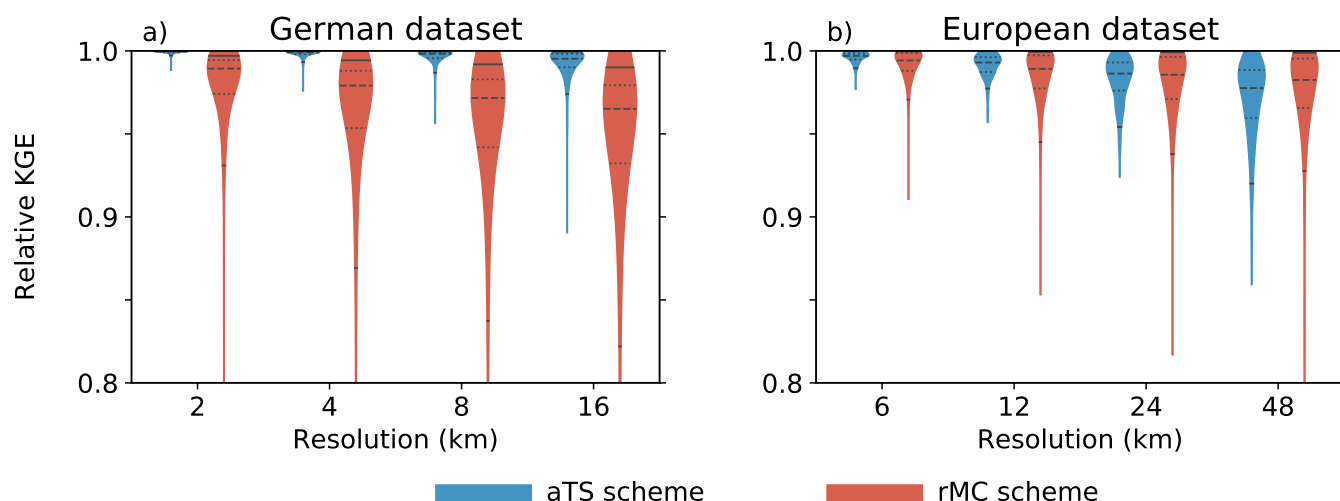 a) German dataset
1.0
0.9
0.8
Relative KGE
2 4 8 16
Resolution (km)
b) European dataset
1.0
0.9
0.8
6 12 24 48
Resolution (km)
aTS scheme
rMC scheme